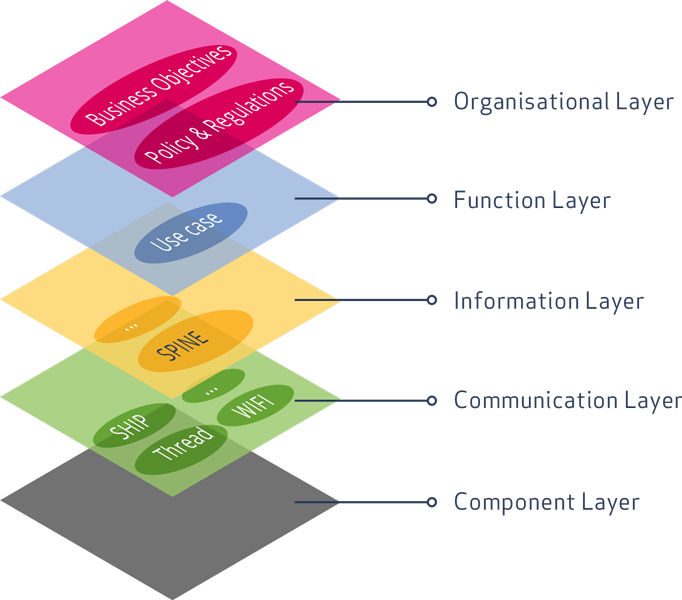 Business Objectives
Policy & Regulations
Organisational Layer
Use case
Function Layer
...
SPINE
Information Layer
...
SHIP
WIFI
Thread
Communication Layer
Component Layer